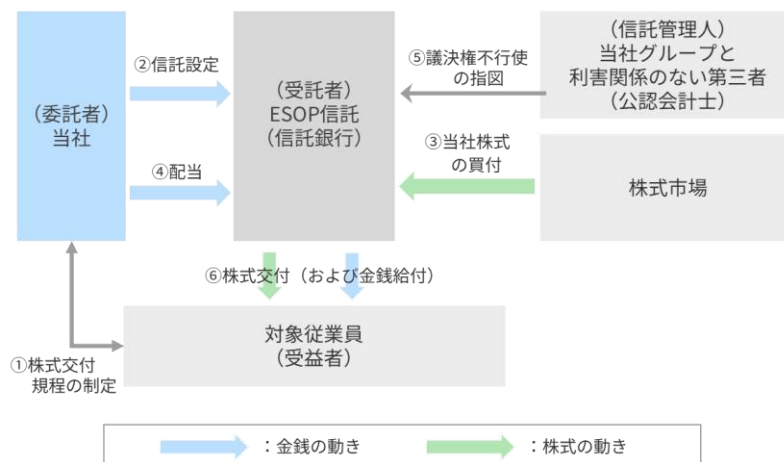 （委託者）
当社
②信託設定
④配当
（受託者）
ESOP信託
（信託銀行）
⑤議決権不行使
の指図
③当社株式
の買付
（信託管理人）
当社グループと
利害関係のない第三者
（公認会計士）
株式市場
⑥株式交付（および金銭給付）
対象従業員
（受益者）
①株式交付
規程の制定
：金銭の動き
：株式の動き